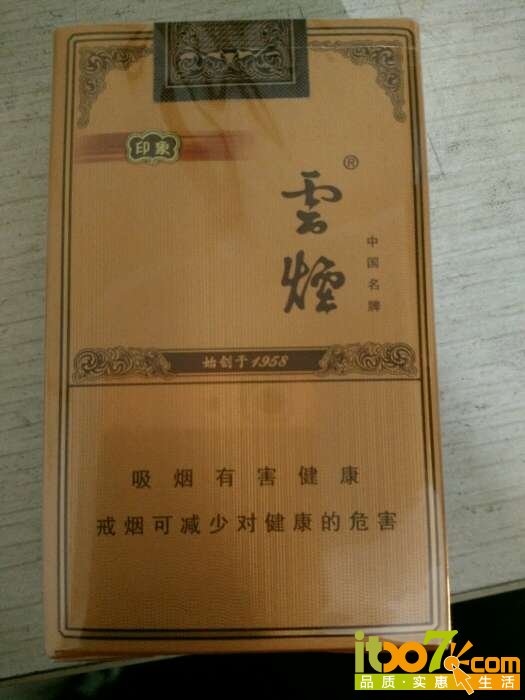 印象
雲煙®
中国名牌
始创于1958
吸烟有害健康
戒烟可减少对健康的危害
itbo7.com
品质·实惠 生活